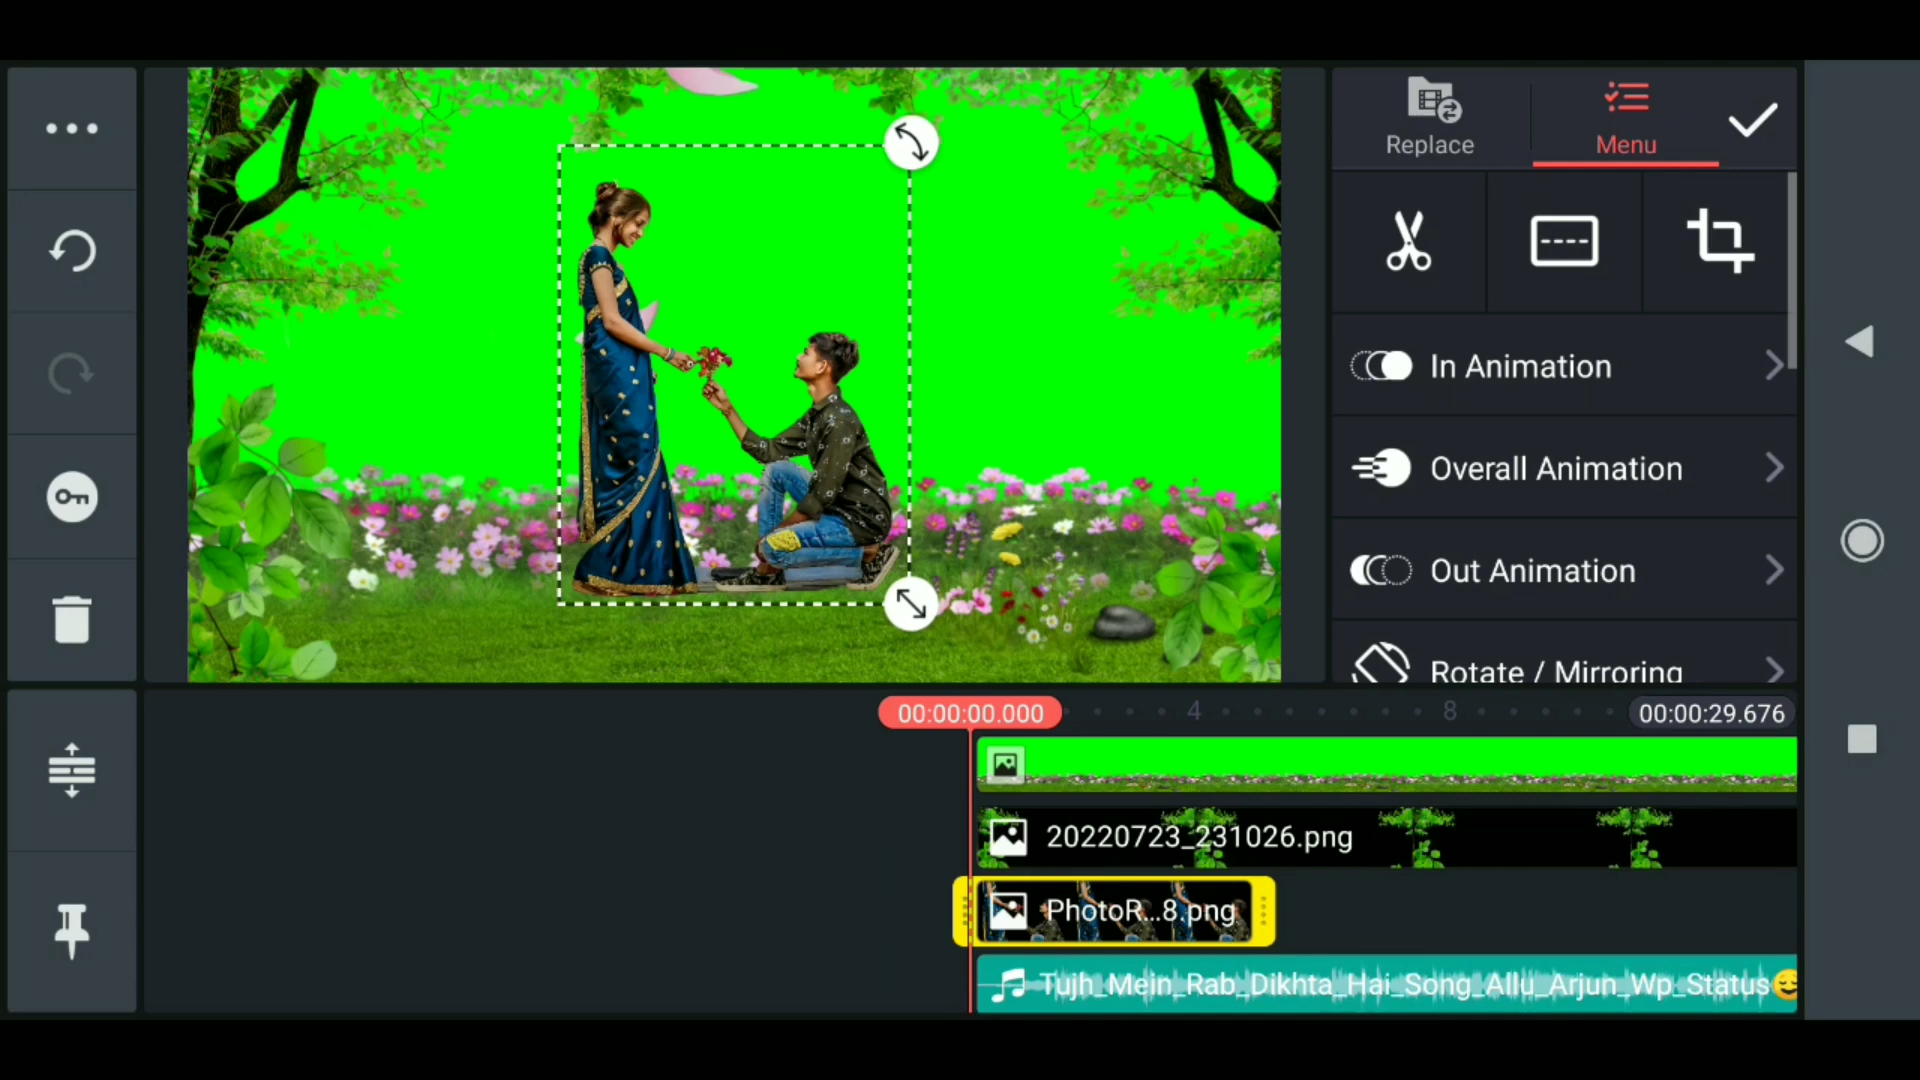 Replace
Menu
In Animation
Overall Animation
Out Animation
Rotate / Mirroring
00:00:00.000
4
8
00:00:29.676
20220723_231026.png
PhotoR...8.png
Tujh_Mein_Rab_Dikhta_Hai_Song_Allu_Arjun_Wp_Status😌